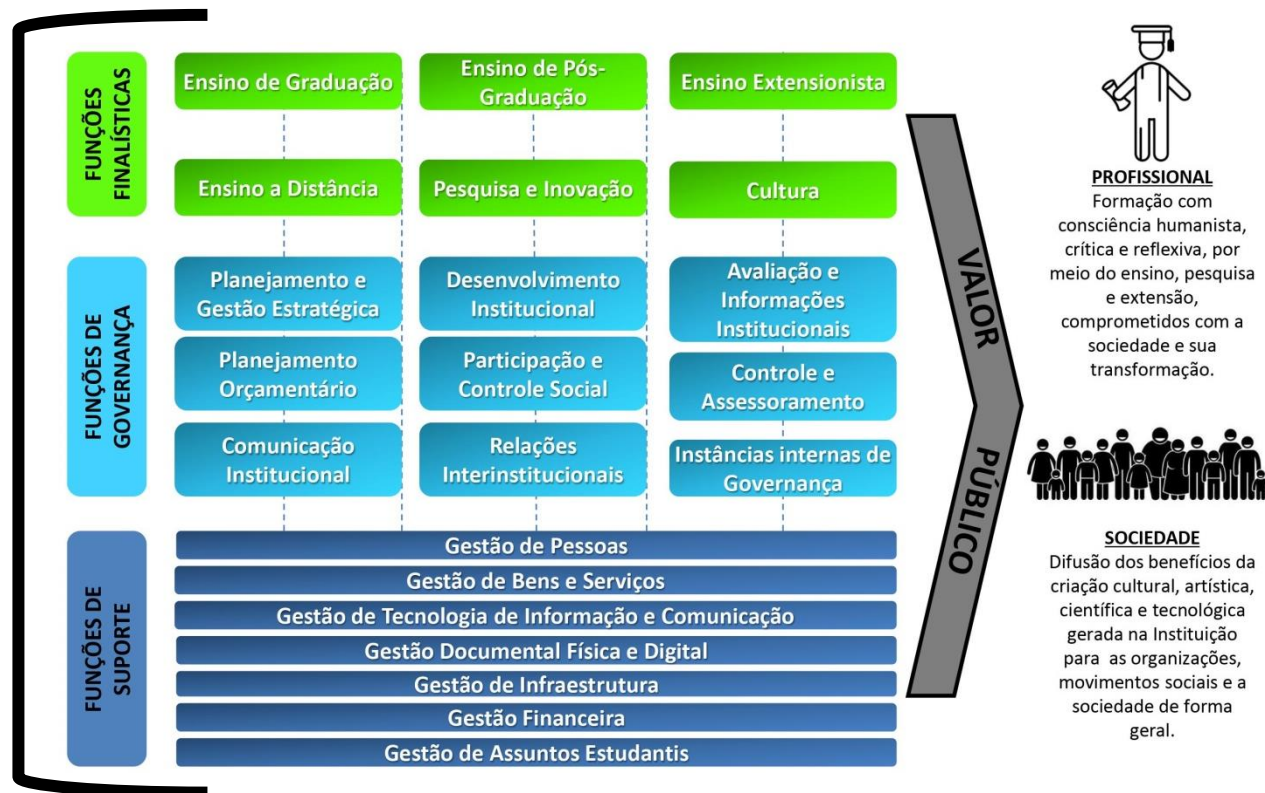 FUNÇÕES
FINALÍSTICAS
Ensino de Graduação
Ensino de Pós-
Graduação
Ensino Extensionista
Ensino a Distância
Pesquisa e Inovação
Cultura
FUNÇÕES DE
GOVERNANÇA
Planejamento e
Gestão Estratégica
Desenvolvimento
Institucional
Avaliação e
Informações
Institucionais
Planejamento
Orçamentário
Participação e
Controle Social
Controle e
Assessoramento
Comunicação
Institucional
Relações
Interinstitucionais
Instâncias internas de
Governança
FUNÇÕES DE
SUPORTE
Gestão de Pessoas
Gestão de Bens e Serviços
Gestão de Tecnologia de Informação e Comunicação
Gestão Documental Física e Digital
Gestão de Infraestrutura
Gestão Financeira
Gestão de Assuntos Estudantis
VALOR
PÚBLICO
PROFISSIONAL
Formação com
consciência humanista,
crítica e reflexiva, por
meio do ensino, pesquisa
e extensão,
comprometidos com a
sociedade e sua
transformação.
SOCIEDADE
Difusão dos benefícios da
criação cultural, artística,
científica e tecnológica
gerada na Instituição
para as organizações,
movimentos sociais e a
sociedade de forma
geral.